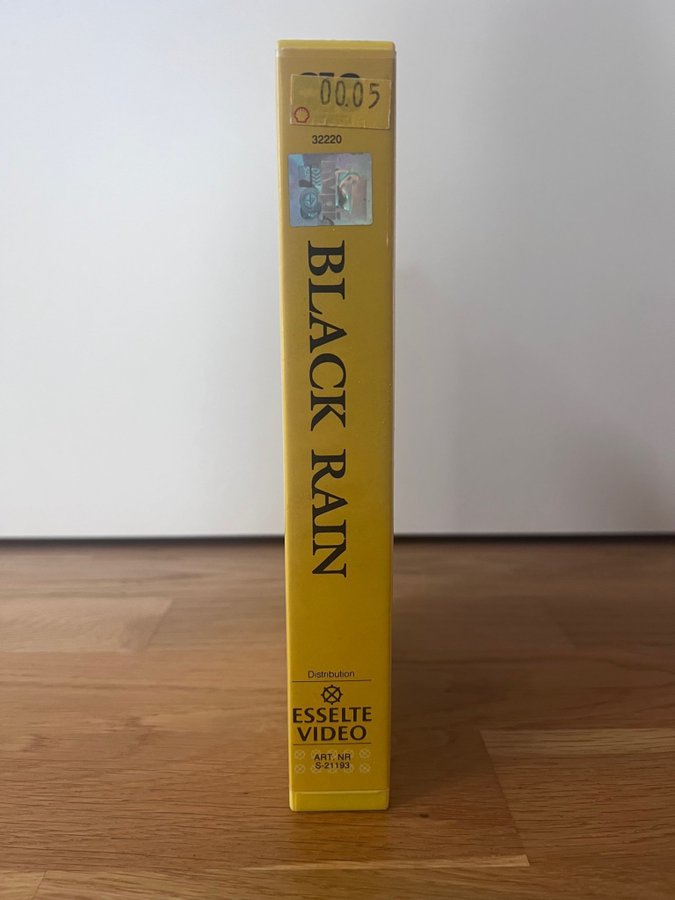 00.05
32220
BLACK RAIN
Distribution
ESSELTE
VIDEO
ART. NR
S-21193